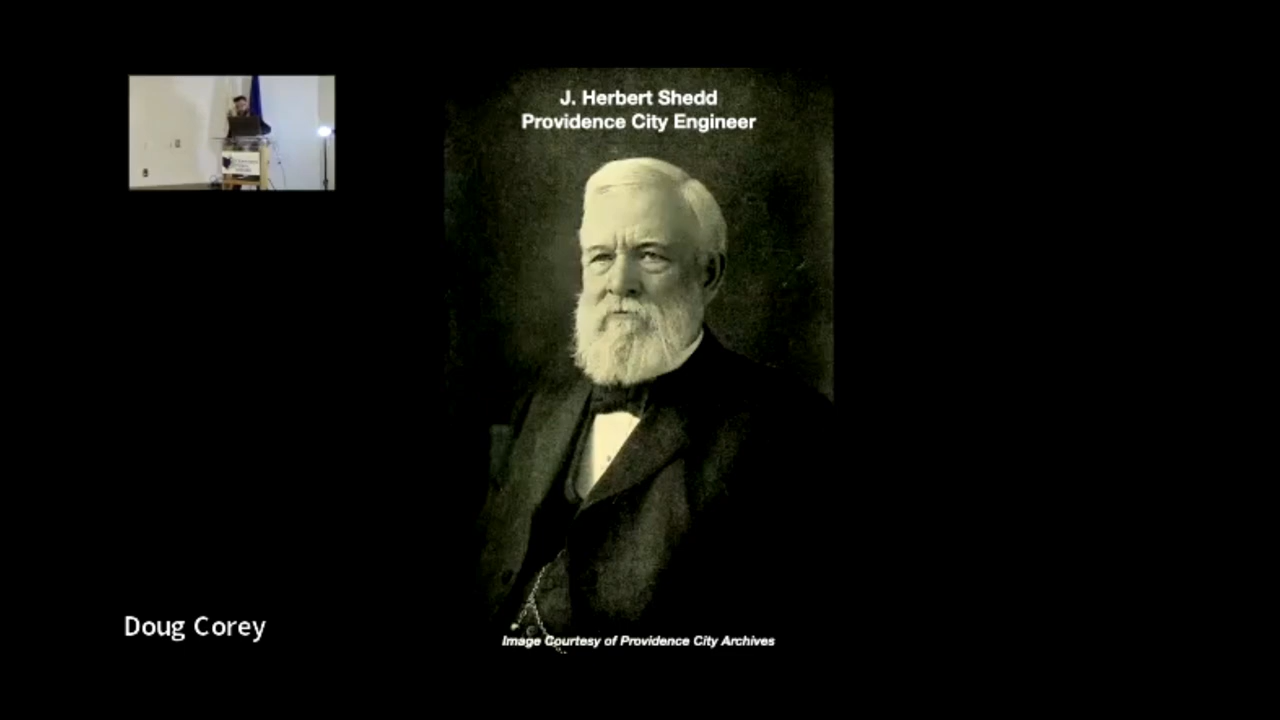 J. Herbert Shedd
Providence City Engineer
Doug Corey
Image Courtesy of Providence City Archives